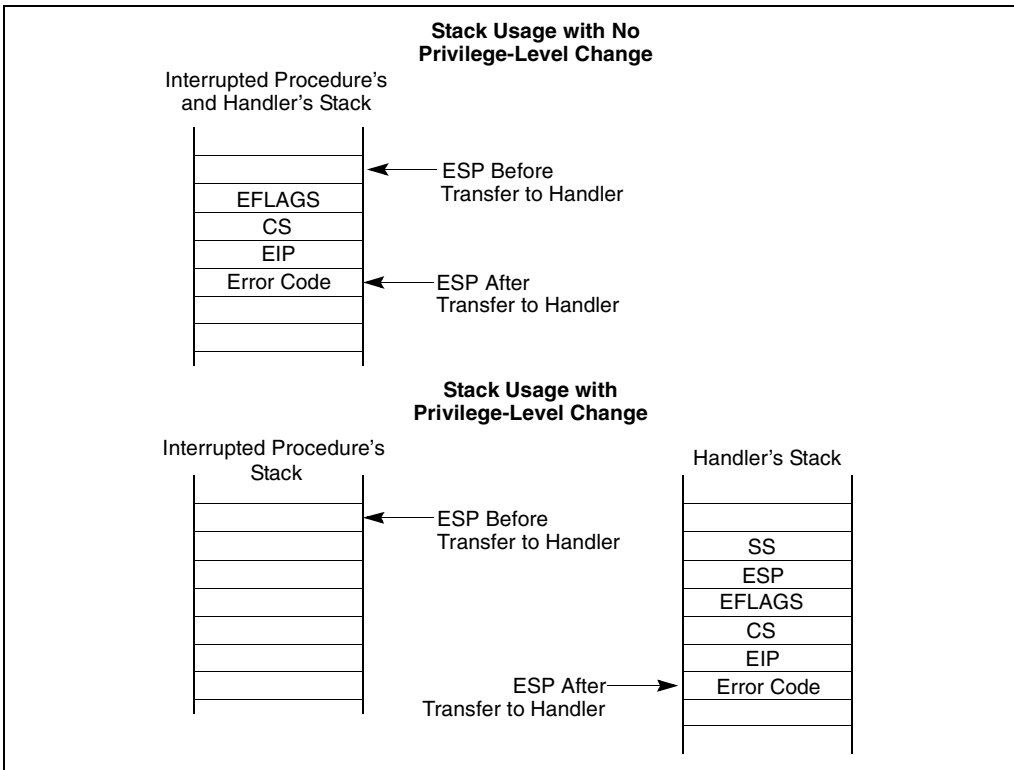 Stack Usage with No
Privilege-Level Change
Interrupted Procedure's
and Handler's Stack
ESP Before
Transfer to Handler
EFLAGS
CS
EIP
Error Code
ESP After
Transfer to Handler
Stack Usage with
Privilege-Level Change
Interrupted Procedure's
Stack
Handler's Stack
ESP Before
Transfer to Handler
SS
ESP
EFLAGS
CS
EIP
ESP After
Transfer to Handler
Error Code